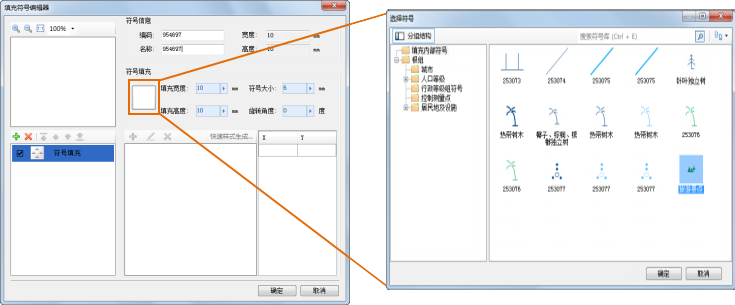 填充符号编辑器
100%
符号信息
编码: 954697 宽度: 10 mm
名称: 954697 高度: 10 mm
符号填充
填充宽度: 10 mm 符号大小: 6 mm
填充高度: 10 mm 旋转角度: 0 度
符号填充
快速样式生成...
X Y
确定 取消
选择符号
分组结构 搜索符号库 (Ctrl + E)
填充内部符号
根组
城市
人口等级
行政等级组符号
控制测量点
居民地及设施
253073 253074 253075 253075 针叶独立树
热带树木 椰子、棕榈、槟榔独立树 热带树木 热带树木 253076
253076 253077 253077 253077
确定 取消